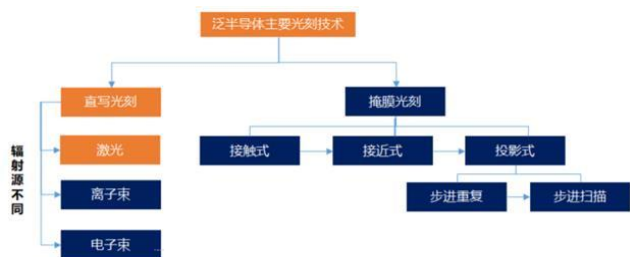 泛半导体主要光刻技术
直写光刻
掩膜光刻
激光
接触式
接近式
投影式
辐射源不同
离子束
步进重复
步进扫描
电子束